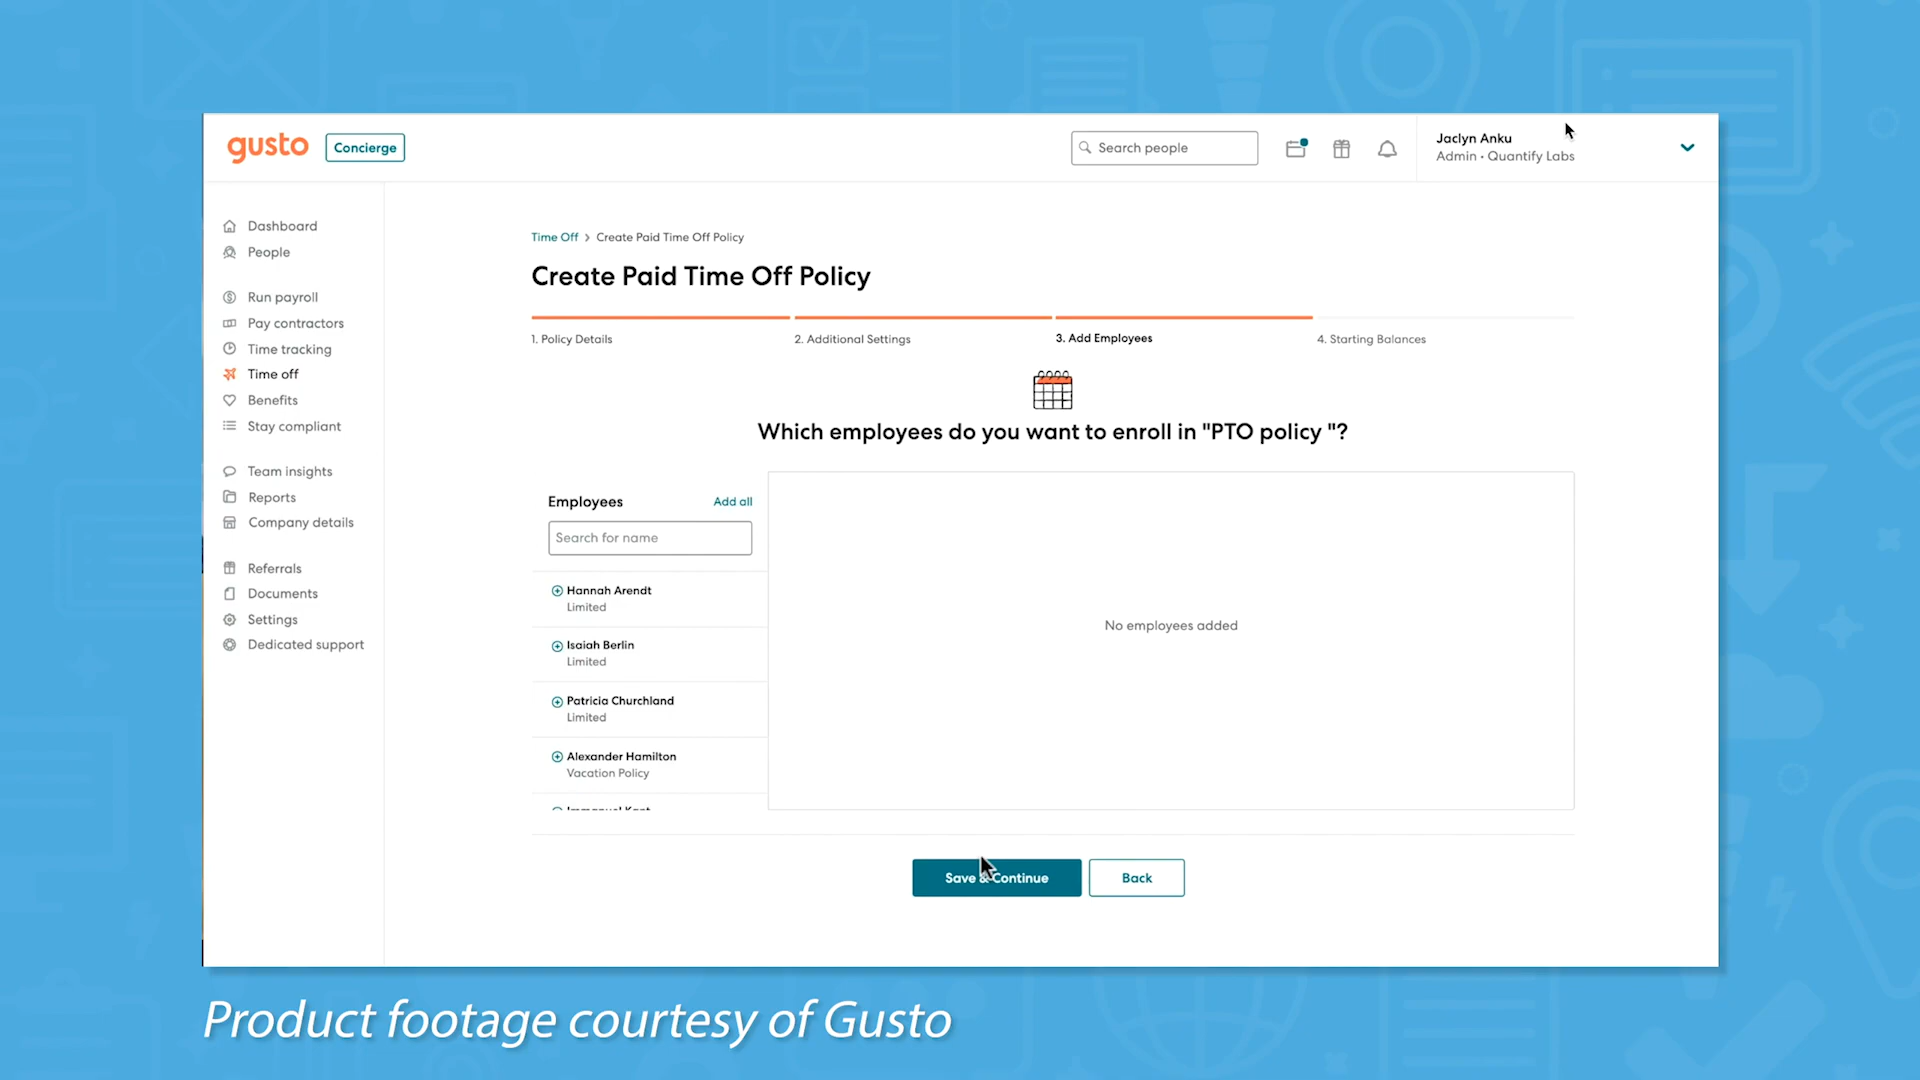 gusto
Concierge
Search people
Jaclyn Anku
Admin • Quantify Labs
Dashboard
People
Run payroll
Pay contractors
Time tracking
Time off
Benefits
Stay compliant
Team insights
Reports
Company details
Referrals
Documents
Settings
Dedicated support
Time Off > Create Paid Time Off Policy
Create Paid Time Off Policy
1. Policy Details
2. Additional Settings
3. Add Employees
4. Starting Balances
Which employees do you want to enroll in "PTO policy "?
Employees
Add all
Search for name
Hannah Arendt
Limited
Isaiah Berlin
Limited
Patricia Churchland
Limited
Alexander Hamilton
Vacation Policy
Immanuel Kant
No employees added
Save & Continue
Back
Product footage courtesy of Gusto